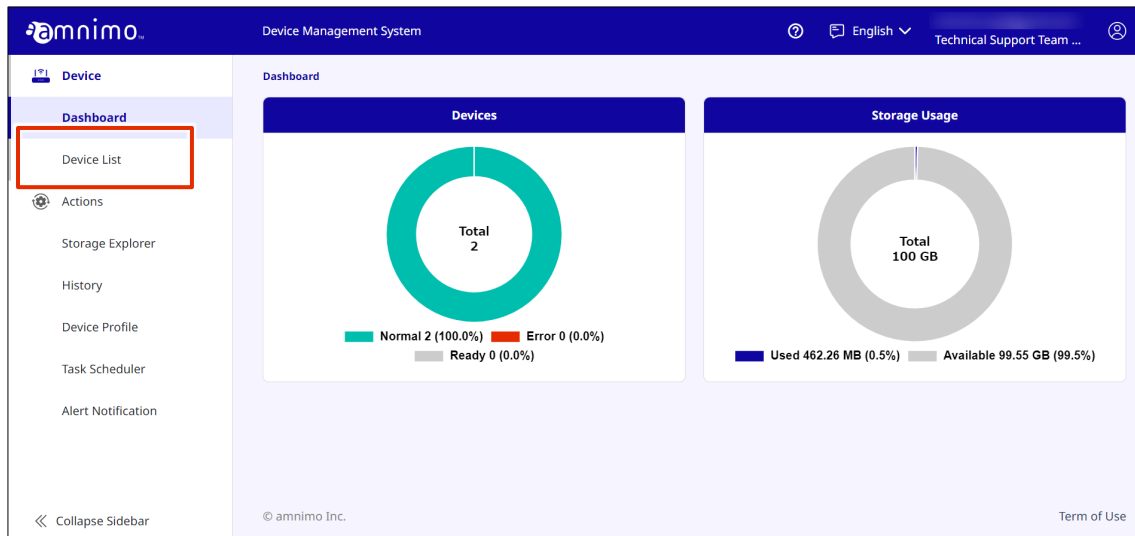 amnimo™
Device Management System
English
Technical Support Team ...
Device
Dashboard
Device List
Actions
Storage Explorer
History
Device Profile
Task Scheduler
Alert Notification
Collapse Sidebar
Dashboard
Devices
Total
2
Normal 2 (100.0%) Error 0 (0.0%)
Ready 0 (0.0%)
Storage Usage
Total
100 GB
Used 462.26 MB (0.5%) Available 99.55 GB (99.5%)
© amnimo Inc.
Term of Use